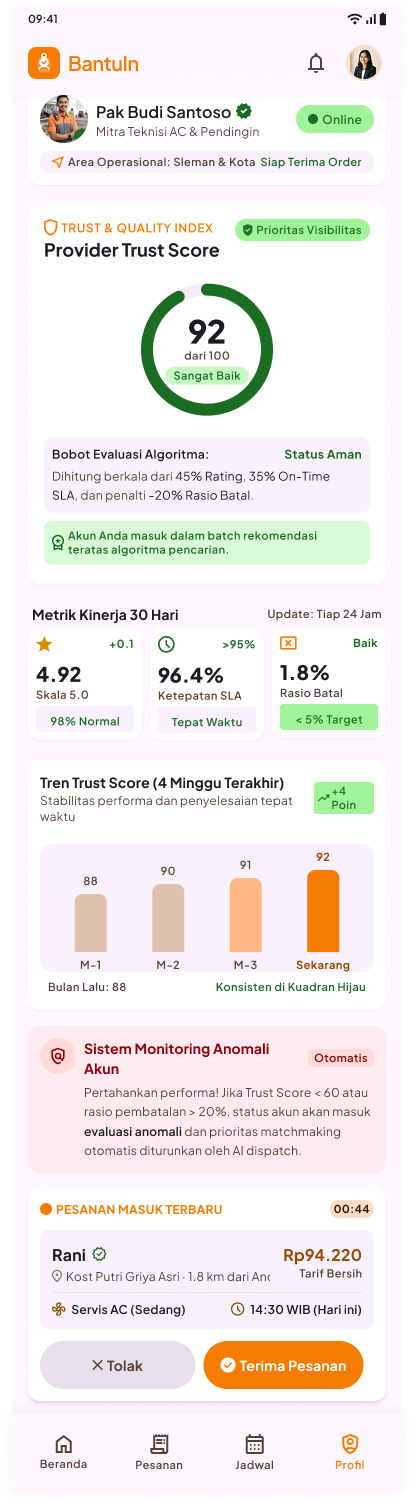 09:41
BantuIn
Pak Budi Santoso
Mitra Teknisi AC & Pendingin
Online
Area Operasional: Sleman & Kota
Siap Terima Order
TRUST & QUALITY INDEX
Prioritas Visibilitas
Provider Trust Score
92
dari 100
Sangat Baik
Bobot Evaluasi Algoritma:
Status Aman
Dihitung berkala dari 45% Rating, 35% On-Time
SLA, dan penalti -20% Rasio Batal.
Akun Anda masuk dalam batch rekomendasi
teratas algoritma pencarian.
Metrik Kinerja 30 Hari
Update: Tiap 24 Jam
+0.1
4.92
Skala 5.0
98% Normal
>95%
96.4%
Ketepatan SLA
Tepat Waktu
Baik
1.8%
Rasio Batal
< 5% Target
Tren Trust Score (4 Minggu Terakhir)
Stabilitas performa dan penyelesaian tepat
waktu
+4
Poin
88
90
91
92
M-1
M-2
M-3
Sekarang
Bulan Lalu: 88
Konsisten di Kuadran Hijau
Sistem Monitoring Anomali
Akun
Otomatis
Pertahankan performa! Jika Trust Score < 60 atau
rasio pembatalan > 20%, status akun akan masuk
evaluasi anomali dan prioritas matchmaking
otomatis diturunkan oleh AI dispatch.
PESANAN MASUK TERBARU
00:44
Rani
Rp94.220
Kost Putri Griya Asri · 1.8 km dari
Tarif Bersih
Servis AC (Sedang)
14:30 WIB (Hari ini)
Tolak
Terima Pesanan
Beranda
Pesanan
Jadwal
Profil